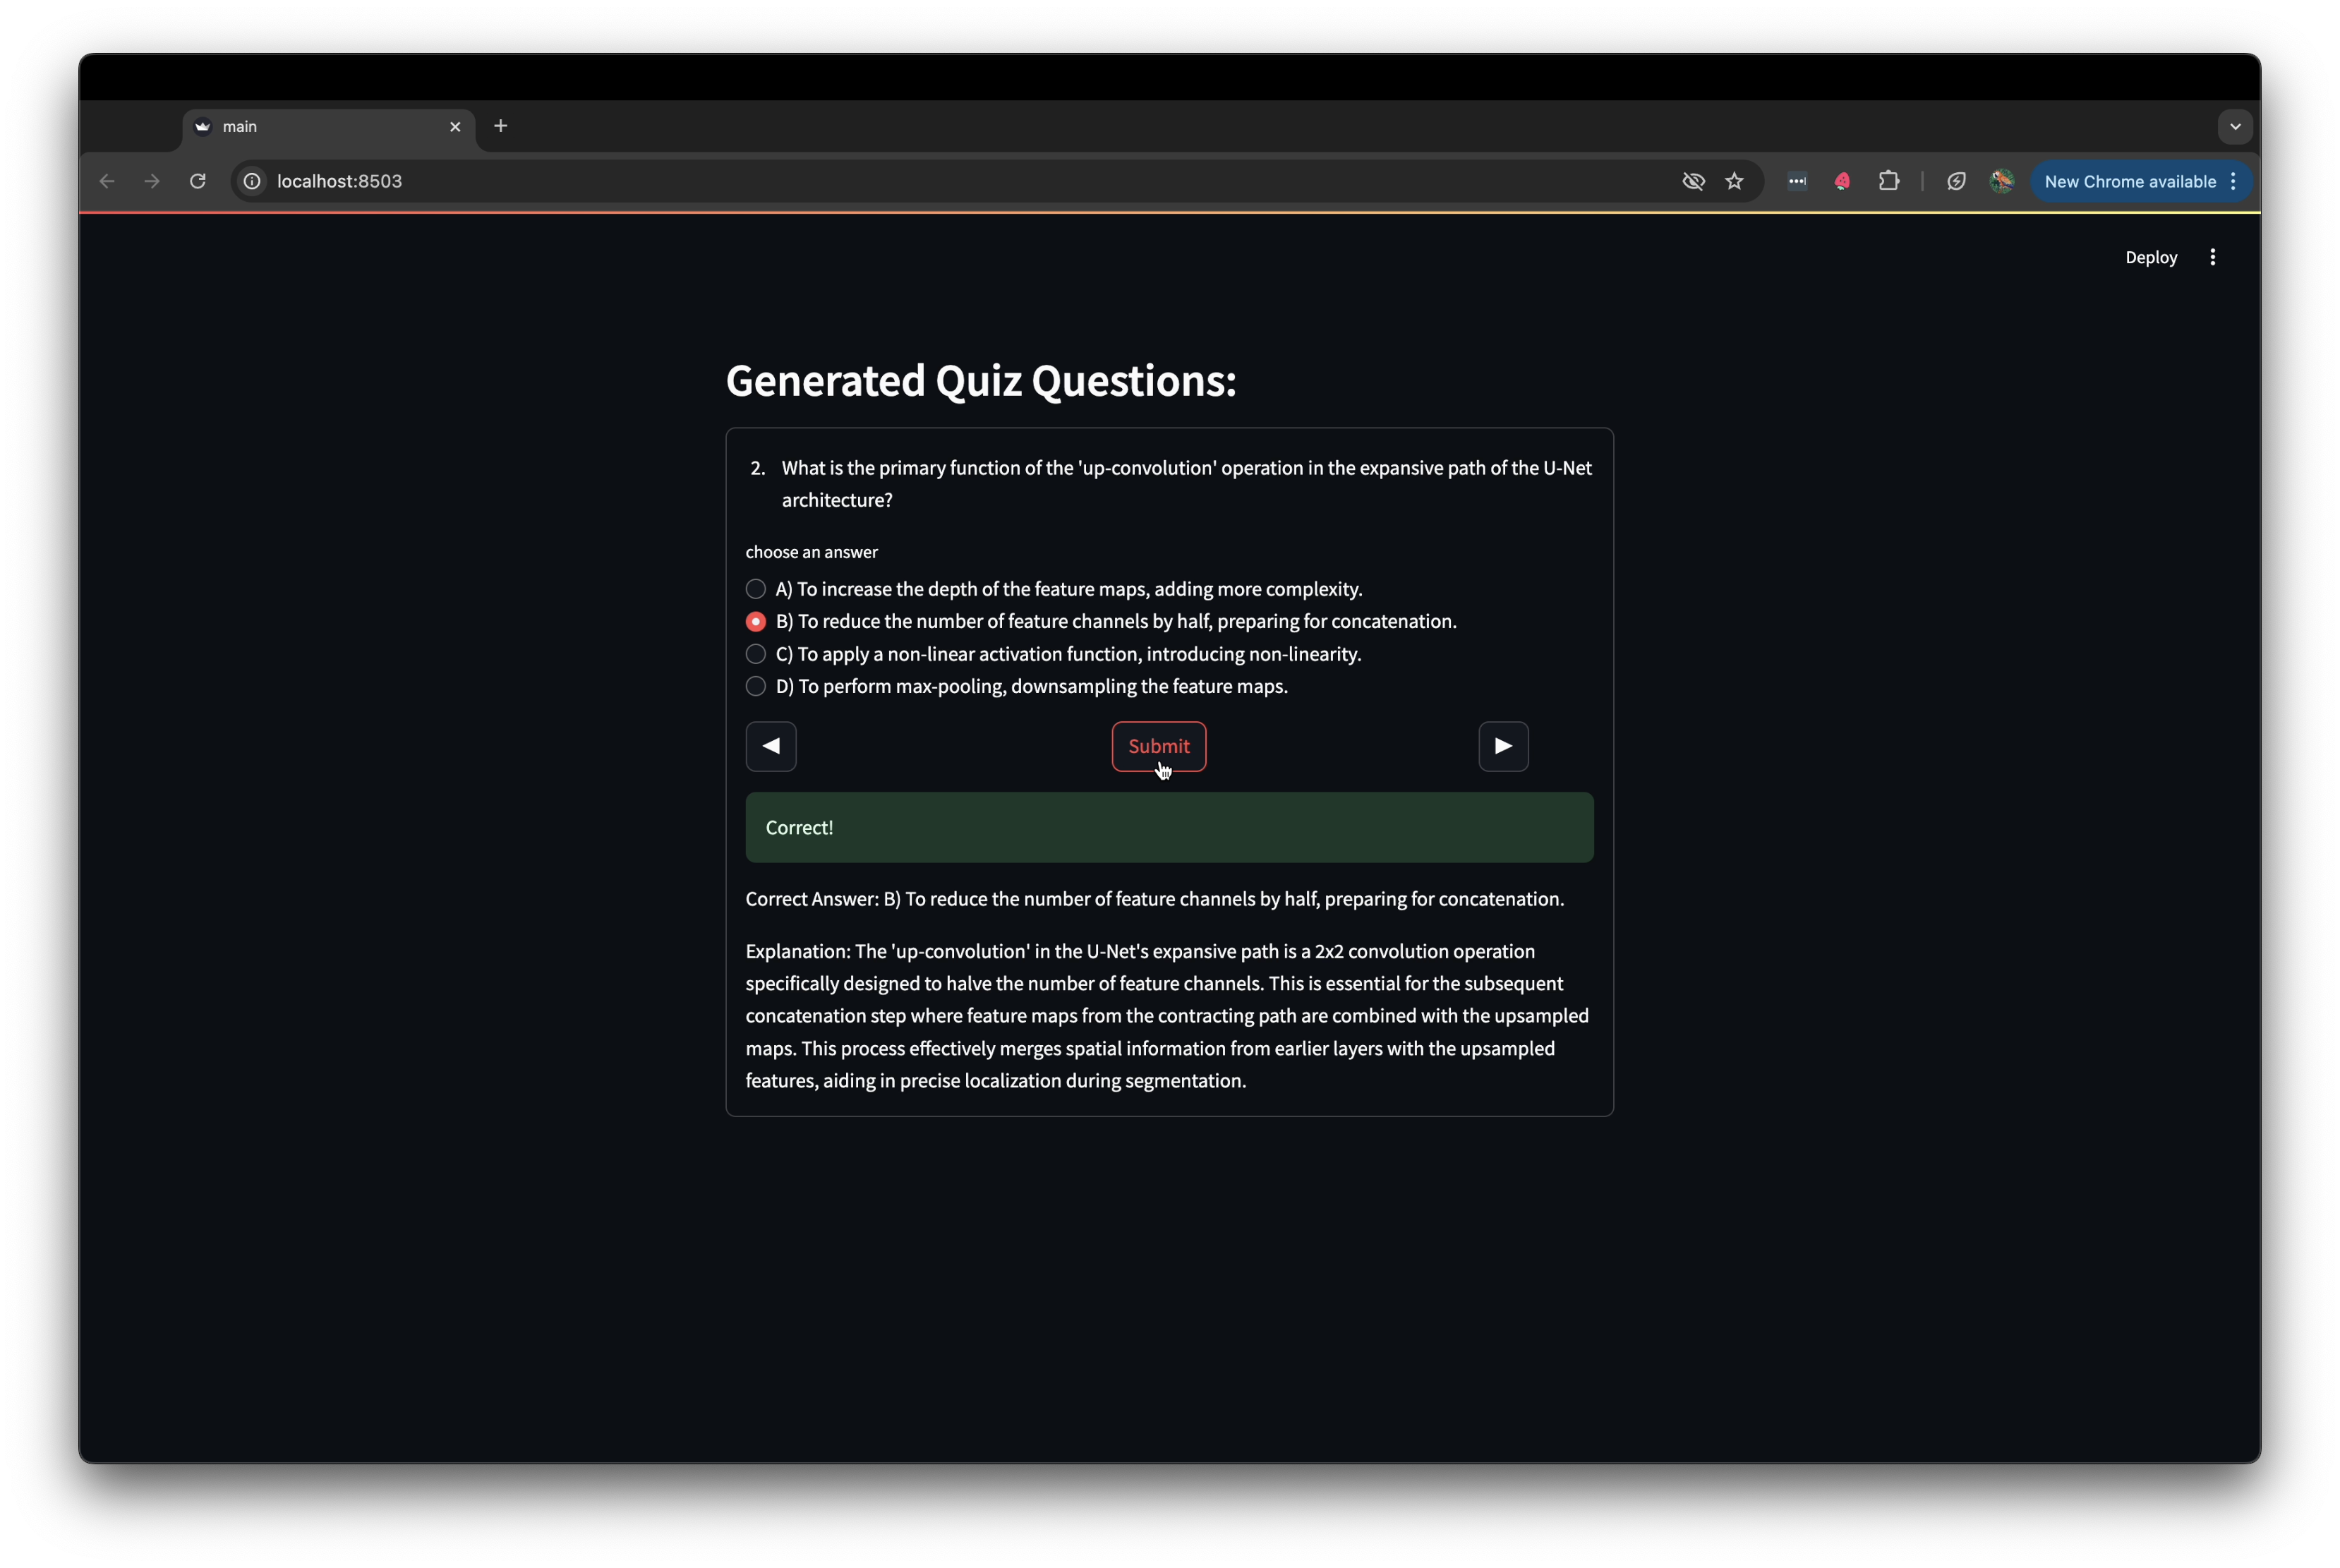 main
localhost:8503
New Chrome available
Deploy
Generated Quiz Questions:
2. What is the primary function of the 'up-convolution' operation in the expansive path of the U-Net
architecture?
choose an answer
A) To increase the depth of the feature maps, adding more complexity.
B) To reduce the number of feature channels by half, preparing for concatenation.
C) To apply a non-linear activation function, introducing non-linearity.
D) To perform max-pooling, downsampling the feature maps.
Submit
Correct!
Correct Answer: B) To reduce the number of feature channels by half, preparing for concatenation.
Explanation: The 'up-convolution' in the U-Net's expansive path is a 2x2 convolution operation
specifically designed to halve the number of feature channels. This is essential for the subsequent
concatenation step where feature maps from the contracting path are combined with the upsampled
maps. This process effectively merges spatial information from earlier layers with the upsampled
features, aiding in precise localization during segmentation.